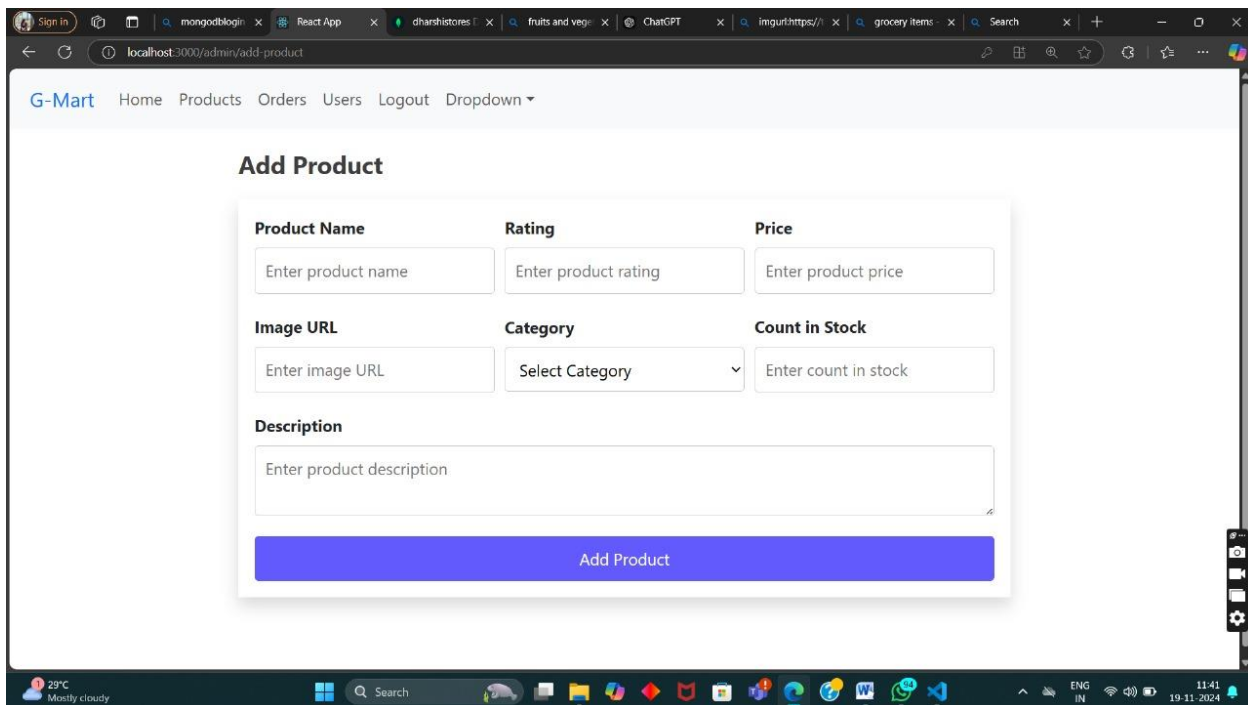 Sign in mongodblogin React App dharshistores D fruits and vege ChatGPT imgurl:https:// grocery items - Search
localhost:3000/admin/add-product
G-Mart Home Products Orders Users Logout Dropdown
Add Product
Product Name Rating Price
Enter product name Enter product rating Enter product price
Image URL Category Count in Stock
Enter image URL Select Category Enter count in stock
Description
Enter product description
Add Product
1 29°C Search 94 ENG 11:41
Mostly cloudy IN 19-11-2024